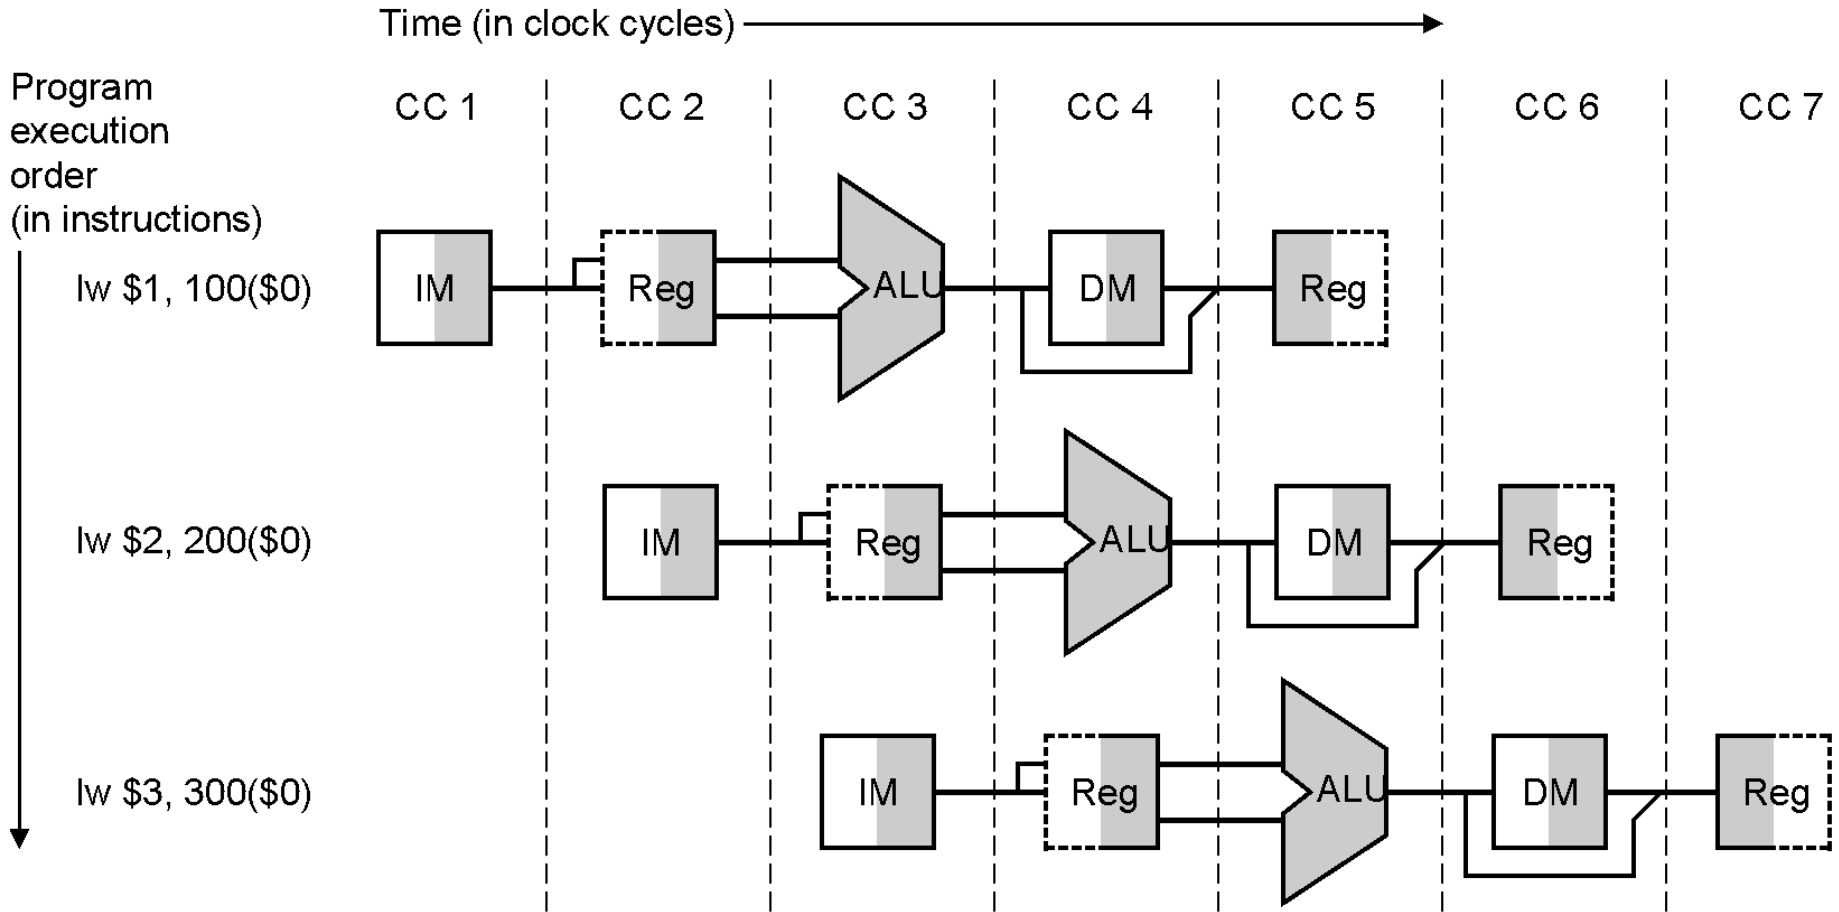 Time (in clock cycles)
Program
execution
order
(in instructions)
CC 1 CC 2 CC 3 CC 4 CC 5 CC 6 CC 7
lw $1, 100($0) IM Reg ALU DM Reg
lw $2, 200($0) IM Reg ALU DM Reg
lw $3, 300($0) IM Reg ALU DM Reg